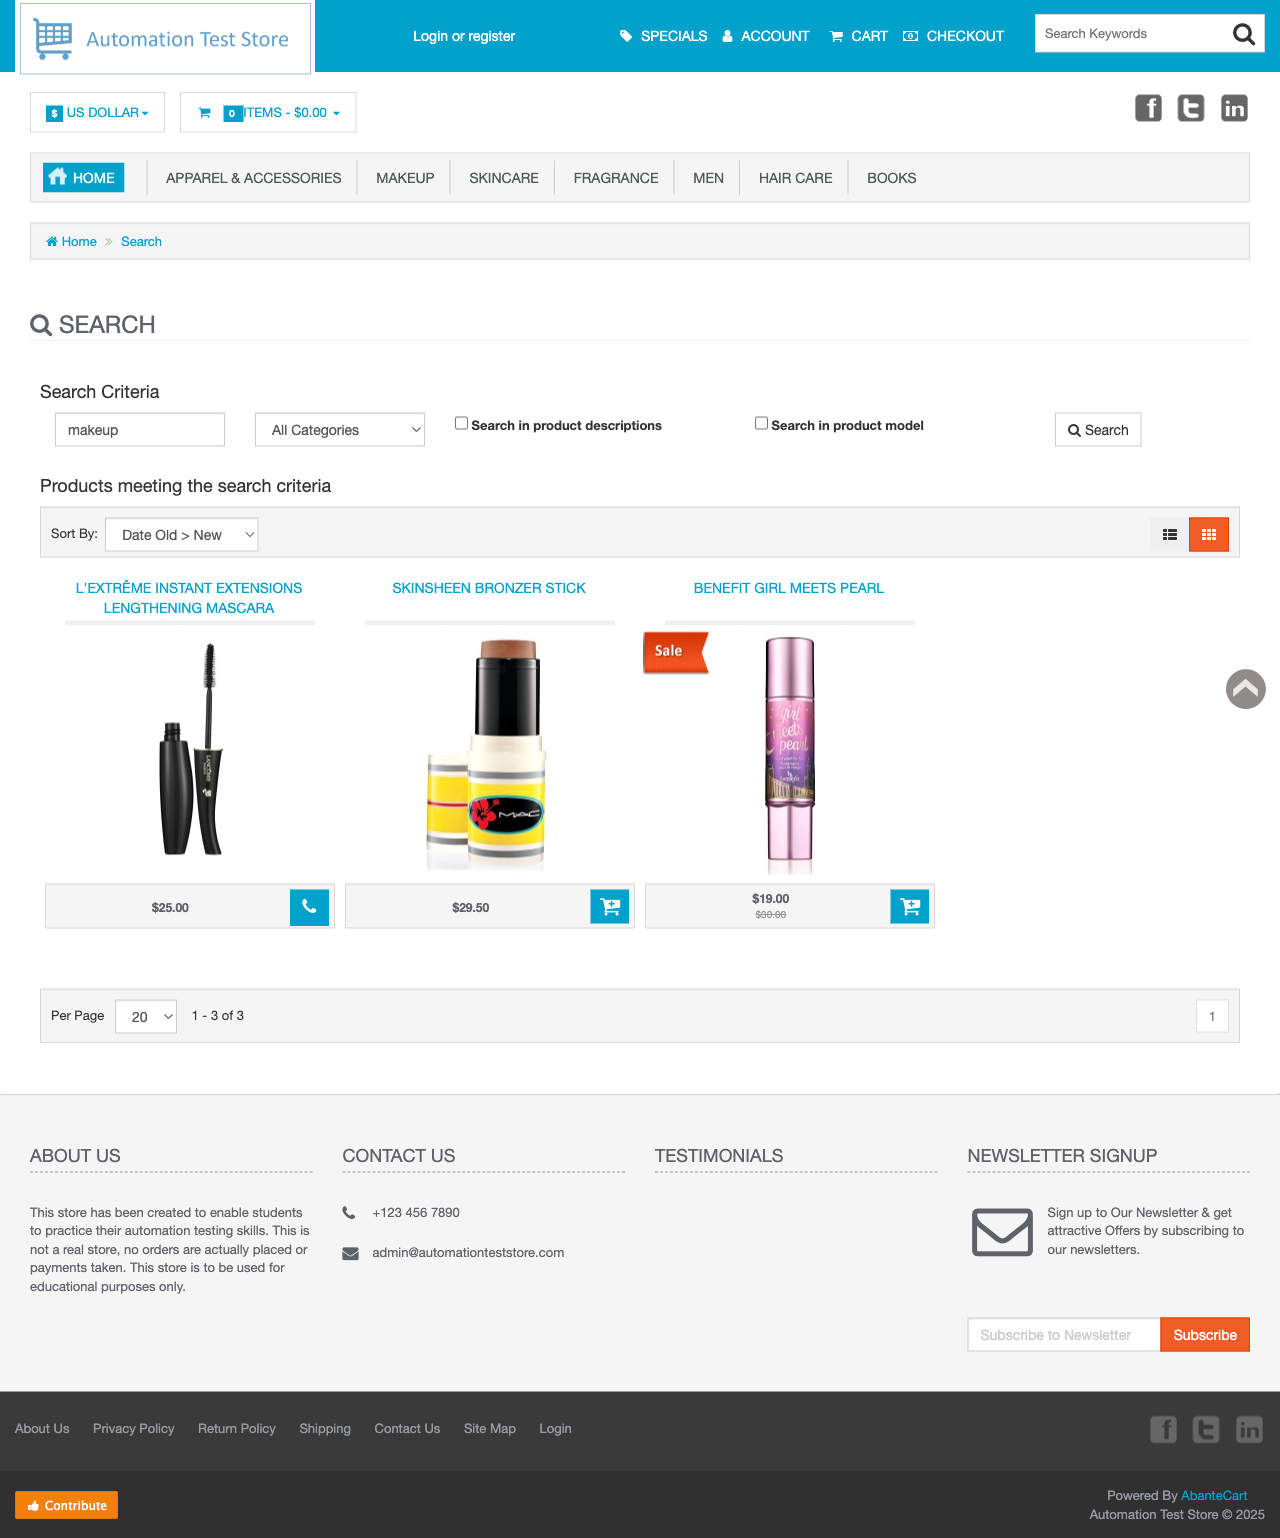 Automation Test Store
Login or register
SPECIALS
ACCOUNT
CART
CHECKOUT
Search Keywords
$ US DOLLAR
0 ITEMS - $0.00
HOME
APPAREL & ACCESSORIES
MAKEUP
SKINCARE
FRAGRANCE
MEN
HAIR CARE
BOOKS
Home » Search
SEARCH
Search Criteria
makeup
All Categories
Search in product descriptions
Search in product model
Search
Products meeting the search criteria
Sort By:
Date Old > New
L'EXTRÊME INSTANT EXTENSIONS
LENGTHENING MASCARA
SKINSHEEN BRONZER STICK
BENEFIT GIRL MEETS PEARL
Sale
girl
meets
pearl
MAC
$25.00
$29.50
$19.00
$30.00
Per Page
20
1 - 3 of 3
1
ABOUT US
This store has been created to enable students
to practice their automation testing skills. This is
not a real store, no orders are actually placed or
payments taken. This store is to be used for
educational purposes only.
CONTACT US
+123 456 7890
admin@automationteststore.com
TESTIMONIALS
NEWSLETTER SIGNUP
Sign up to Our Newsletter & get
attractive Offers by subscribing to
our newsletters.
Subscribe to Newsletter
Subscribe
About Us
Privacy Policy
Return Policy
Shipping
Contact Us
Site Map
Login
Contribute
Powered By AbanteCart
Automation Test Store © 2025